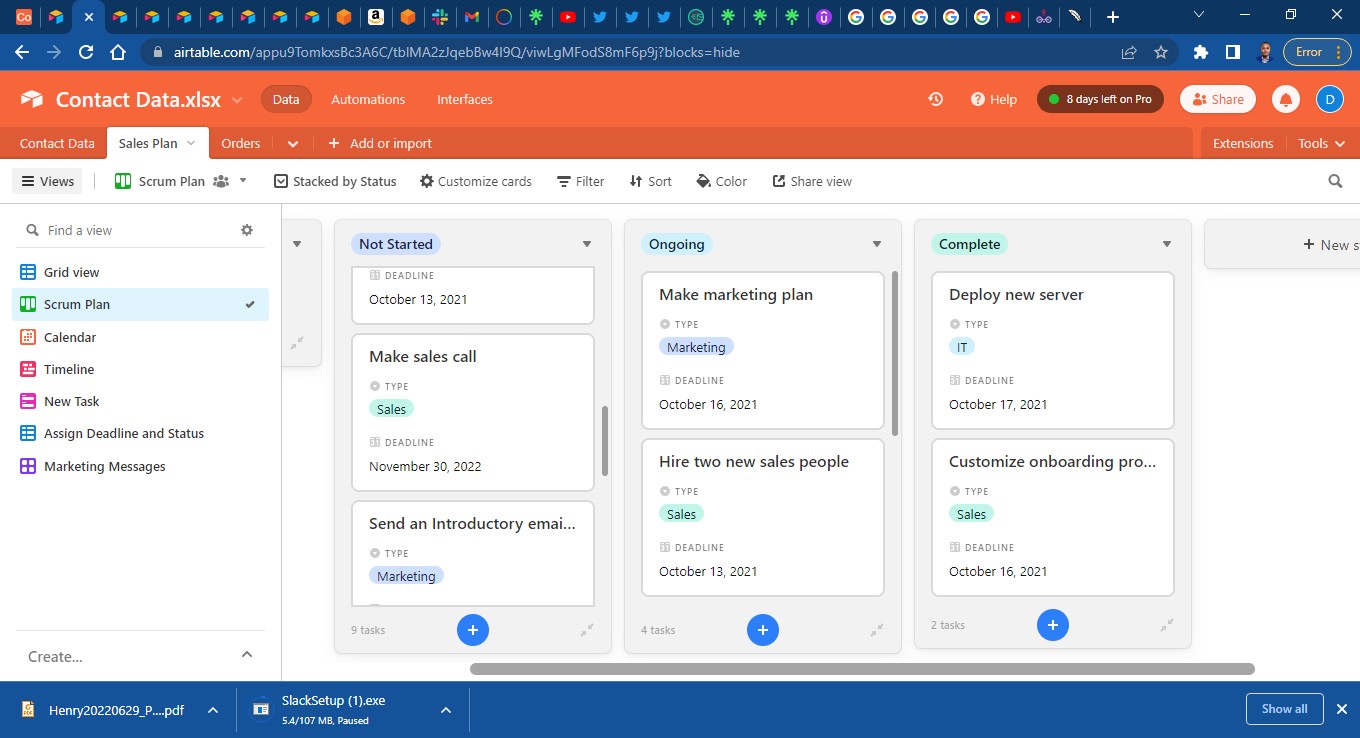 Co
airtable.com/appu9TomkxsBc3A6C/tblMA2zJqebBw4I9Q/viwLgMFodS8mF6p9j?blocks=hide
Error
Contact Data.xlsx
Data
Automations
Interfaces
Help
8 days left on Pro
Share
D
Contact Data
Sales Plan
Orders
Add or import
Extensions
Tools
Views
Scrum Plan
Stacked by Status
Customize cards
Filter
Sort
Color
Share view
Find a view
Grid view
Scrum Plan
Calendar
Timeline
New Task
Assign Deadline and Status
Marketing Messages
Create...
Not Started
DEADLINE
October 13, 2021
Make sales call
TYPE
Sales
DEADLINE
November 30, 2022
Send an Introductory emai...
TYPE
Marketing
9 tasks
Ongoing
Make marketing plan
TYPE
Marketing
DEADLINE
October 16, 2021
Hire two new sales people
TYPE
Sales
DEADLINE
October 13, 2021
4 tasks
Complete
Deploy new server
TYPE
IT
DEADLINE
October 17, 2021
Customize onboarding pro...
TYPE
Sales
DEADLINE
October 16, 2021
2 tasks
New s
Henry20220629_P....pdf
SlackSetup (1).exe
5.4/107 MB, Paused
Show all